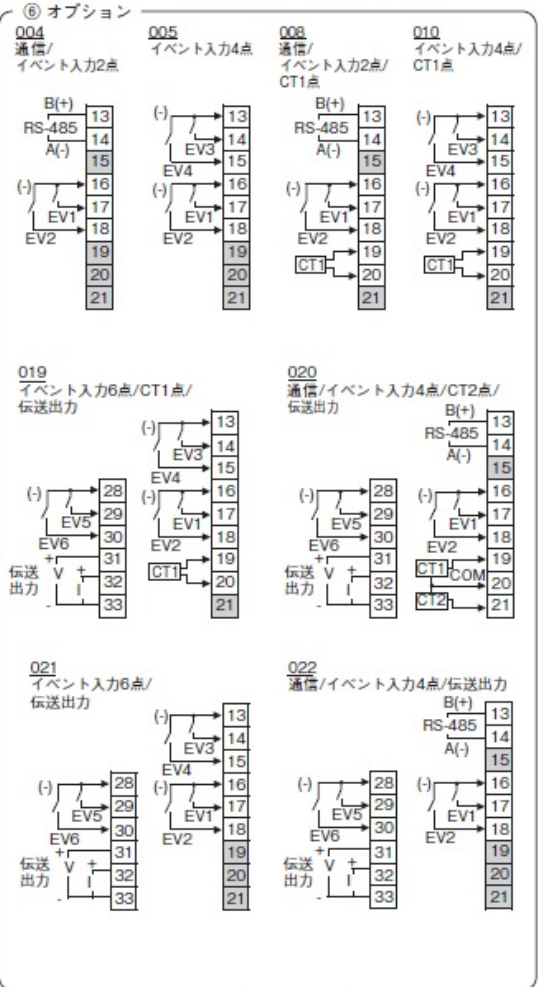 ⑥ オプション
004
通信/
イベント入力2点
B(+)
RS-485
A(-)
(-)
EV1
EV2
13
14
15
16
17
18
19
20
21
005
イベント入力4点
(-)
EV3
EV4
(-)
EV1
EV2
13
14
15
16
17
18
19
20
21
008
通信/
イベント入力2点/
CT1点
B(+)
RS-485
A(-)
(-)
EV1
EV2
CT1
13
14
15
16
17
18
19
20
21
010
イベント入力4点/
CT1点
(-)
EV3
EV4
(-)
EV1
EV2
CT1
13
14
15
16
17
18
19
20
21
019
イベント入力6点/CT1点/
伝送出力
(-)
EV5
EV6
伝送
出力
+
V
+
I
-
28
29
30
31
32
33
(-)
EV3
EV4
(-)
EV1
EV2
CT1
13
14
15
16
17
18
19
20
21
020
通信/イベント入力4点/CT2点/
伝送出力
(-)
EV5
EV6
伝送
出力
+
V
+
I
-
28
29
30
31
32
33
B(+)
RS-485
A(-)
(-)
EV1
EV2
CT1
COM
CT2
13
14
15
16
17
18
19
20
21
021
イベント入力6点/
伝送出力
(-)
EV5
EV6
伝送
出力
+
V
+
I
-
28
29
30
31
32
33
(-)
EV3
EV4
(-)
EV1
EV2
13
14
15
16
17
18
19
20
21
022
通信/イベント入力4点/伝送出力
(-)
EV5
EV6
伝送
出力
+
V
+
I
-
28
29
30
31
32
33
B(+)
RS-485
A(-)
(-)
EV1
EV2
13
14
15
16
17
18
19
20
21